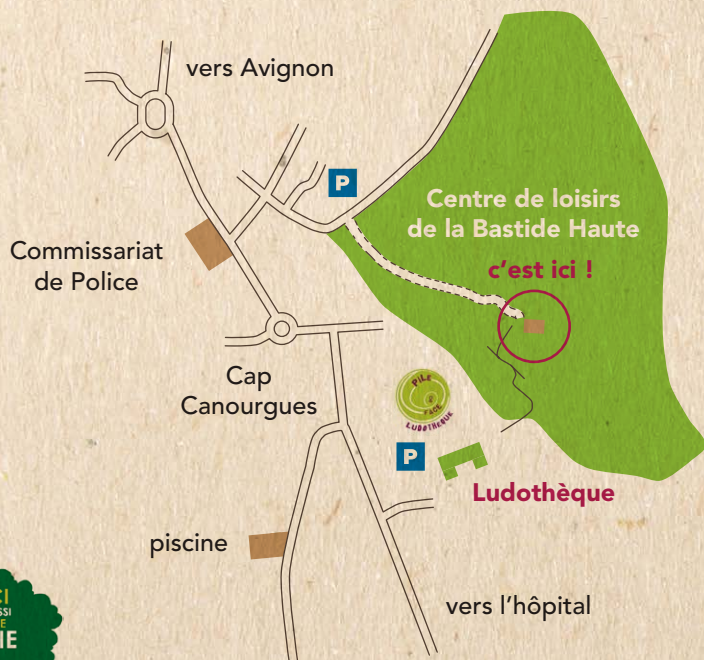 vers Avignon
P
Centre de loisirs
de la Bastide Haute
c'est ici !
Commissariat
de Police
Cap
Canourgues
PILE
FACE
LUDOTHEQUE
P
Ludothèque
piscine
vers l'hôpital